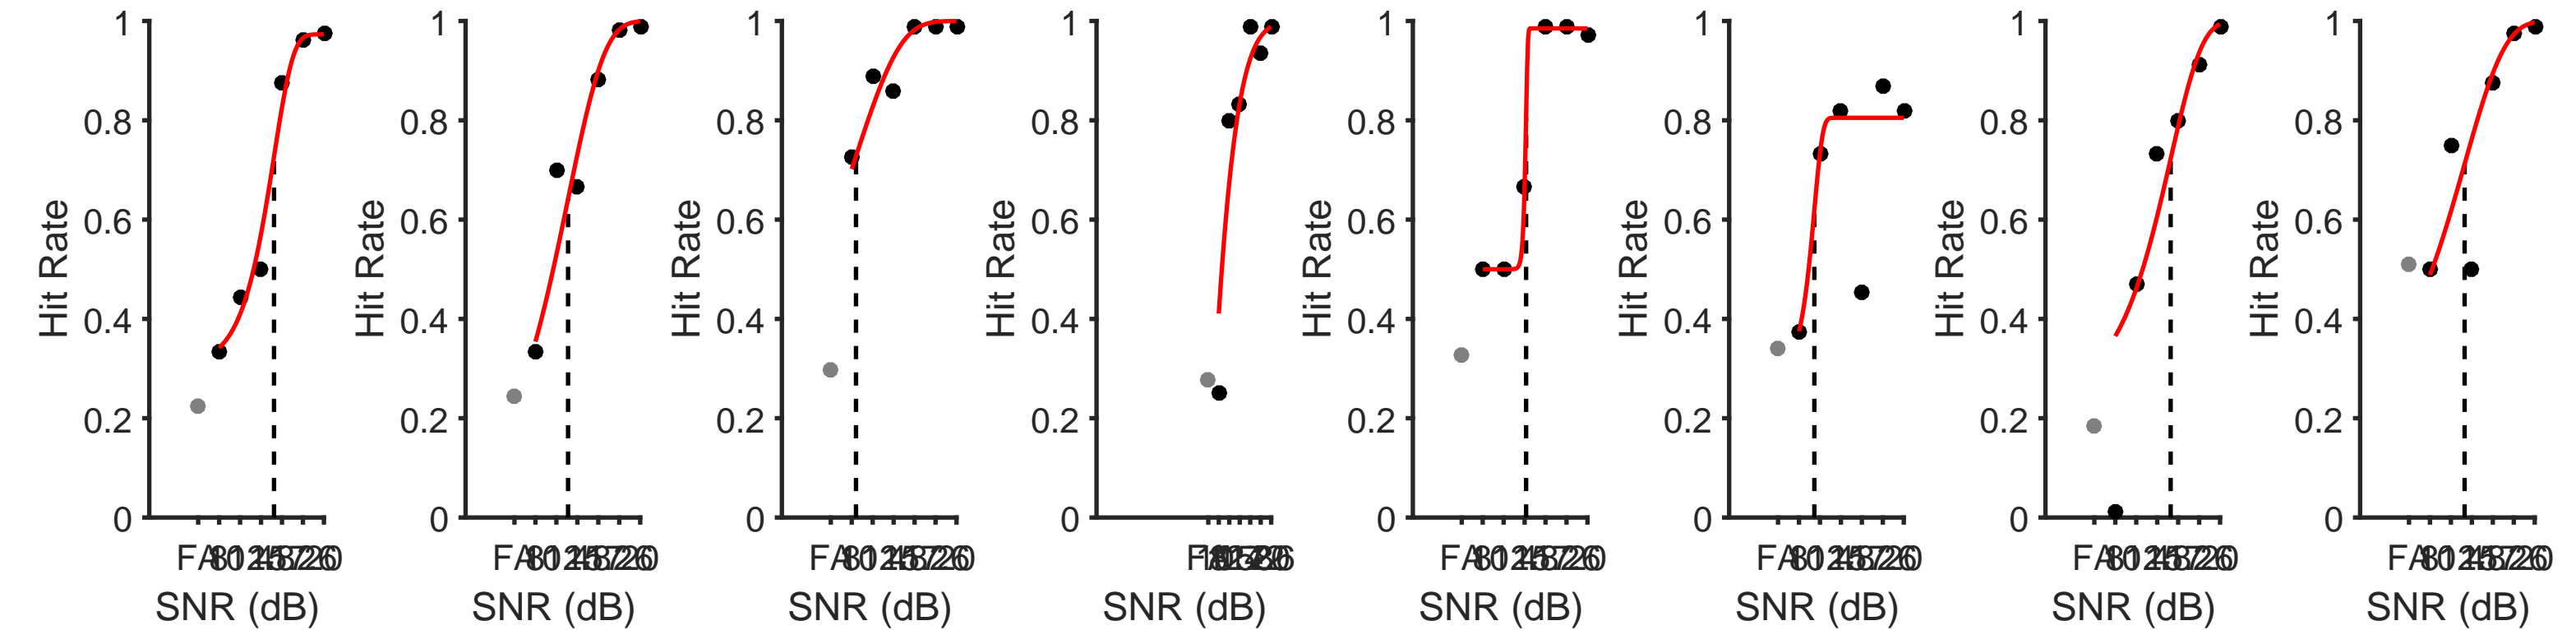 1 1 1 1 1 1 1 1
0.8 0.8 0.8 0.8 0.8 0.8 0.8 0.8
0.6 0.6 0.6 0.6 0.6 0.6 0.6 0.6
0.4 0.4 0.4 0.4 0.4 0.4 0.4 0.4
0.2 0.2 0.2 0.2 0.2 0.2 0.2 0.2
0 0 0 0 0 0 0 0
Hit Rate Hit Rate Hit Rate Hit Rate Hit Rate Hit Rate Hit Rate Hit Rate
SNR (dB) SNR (dB) SNR (dB) SNR (dB) SNR (dB) SNR (dB) SNR (dB) SNR (dB)